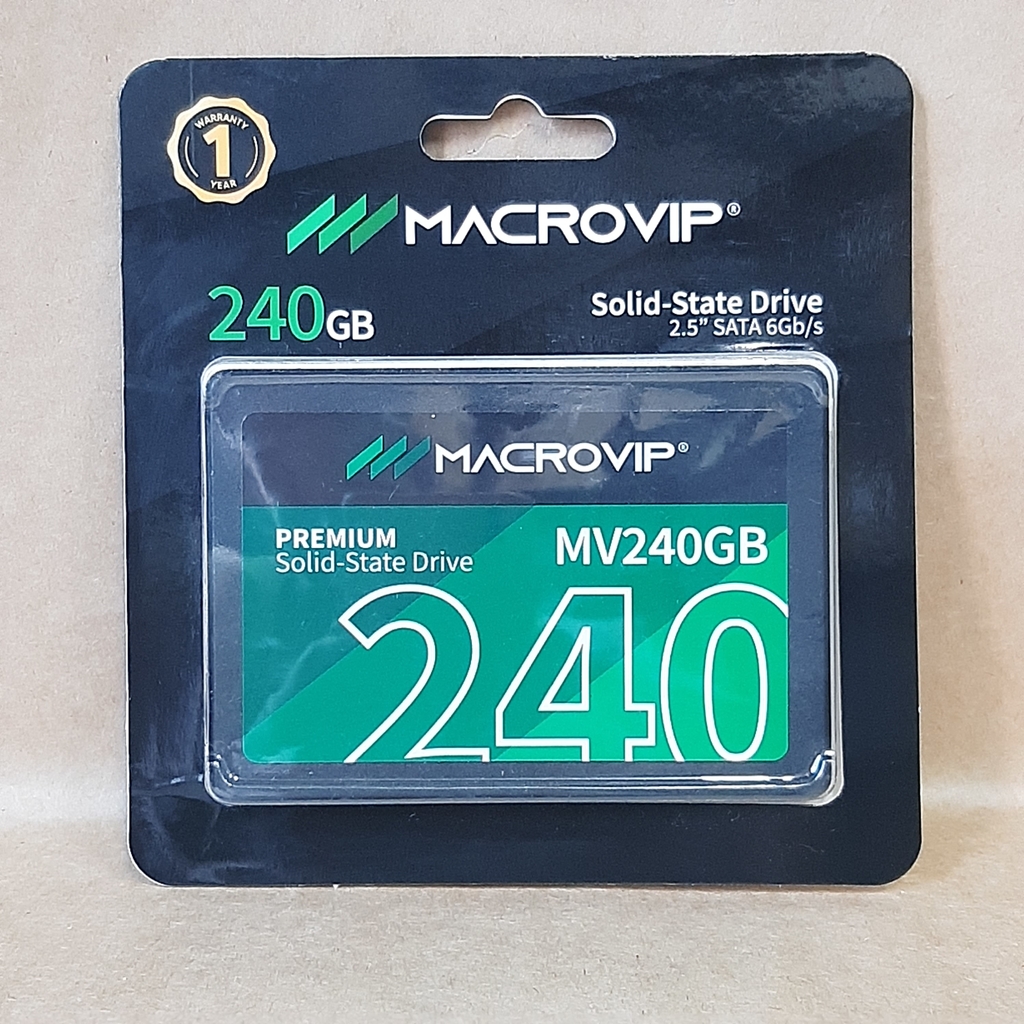 WARRANTY
1
YEAR
MACROVIP®
240GB
Solid-State Drive
2.5” SATA 6Gb/s
MACROVIP®
PREMIUM
Solid-State Drive
MV240GB
240